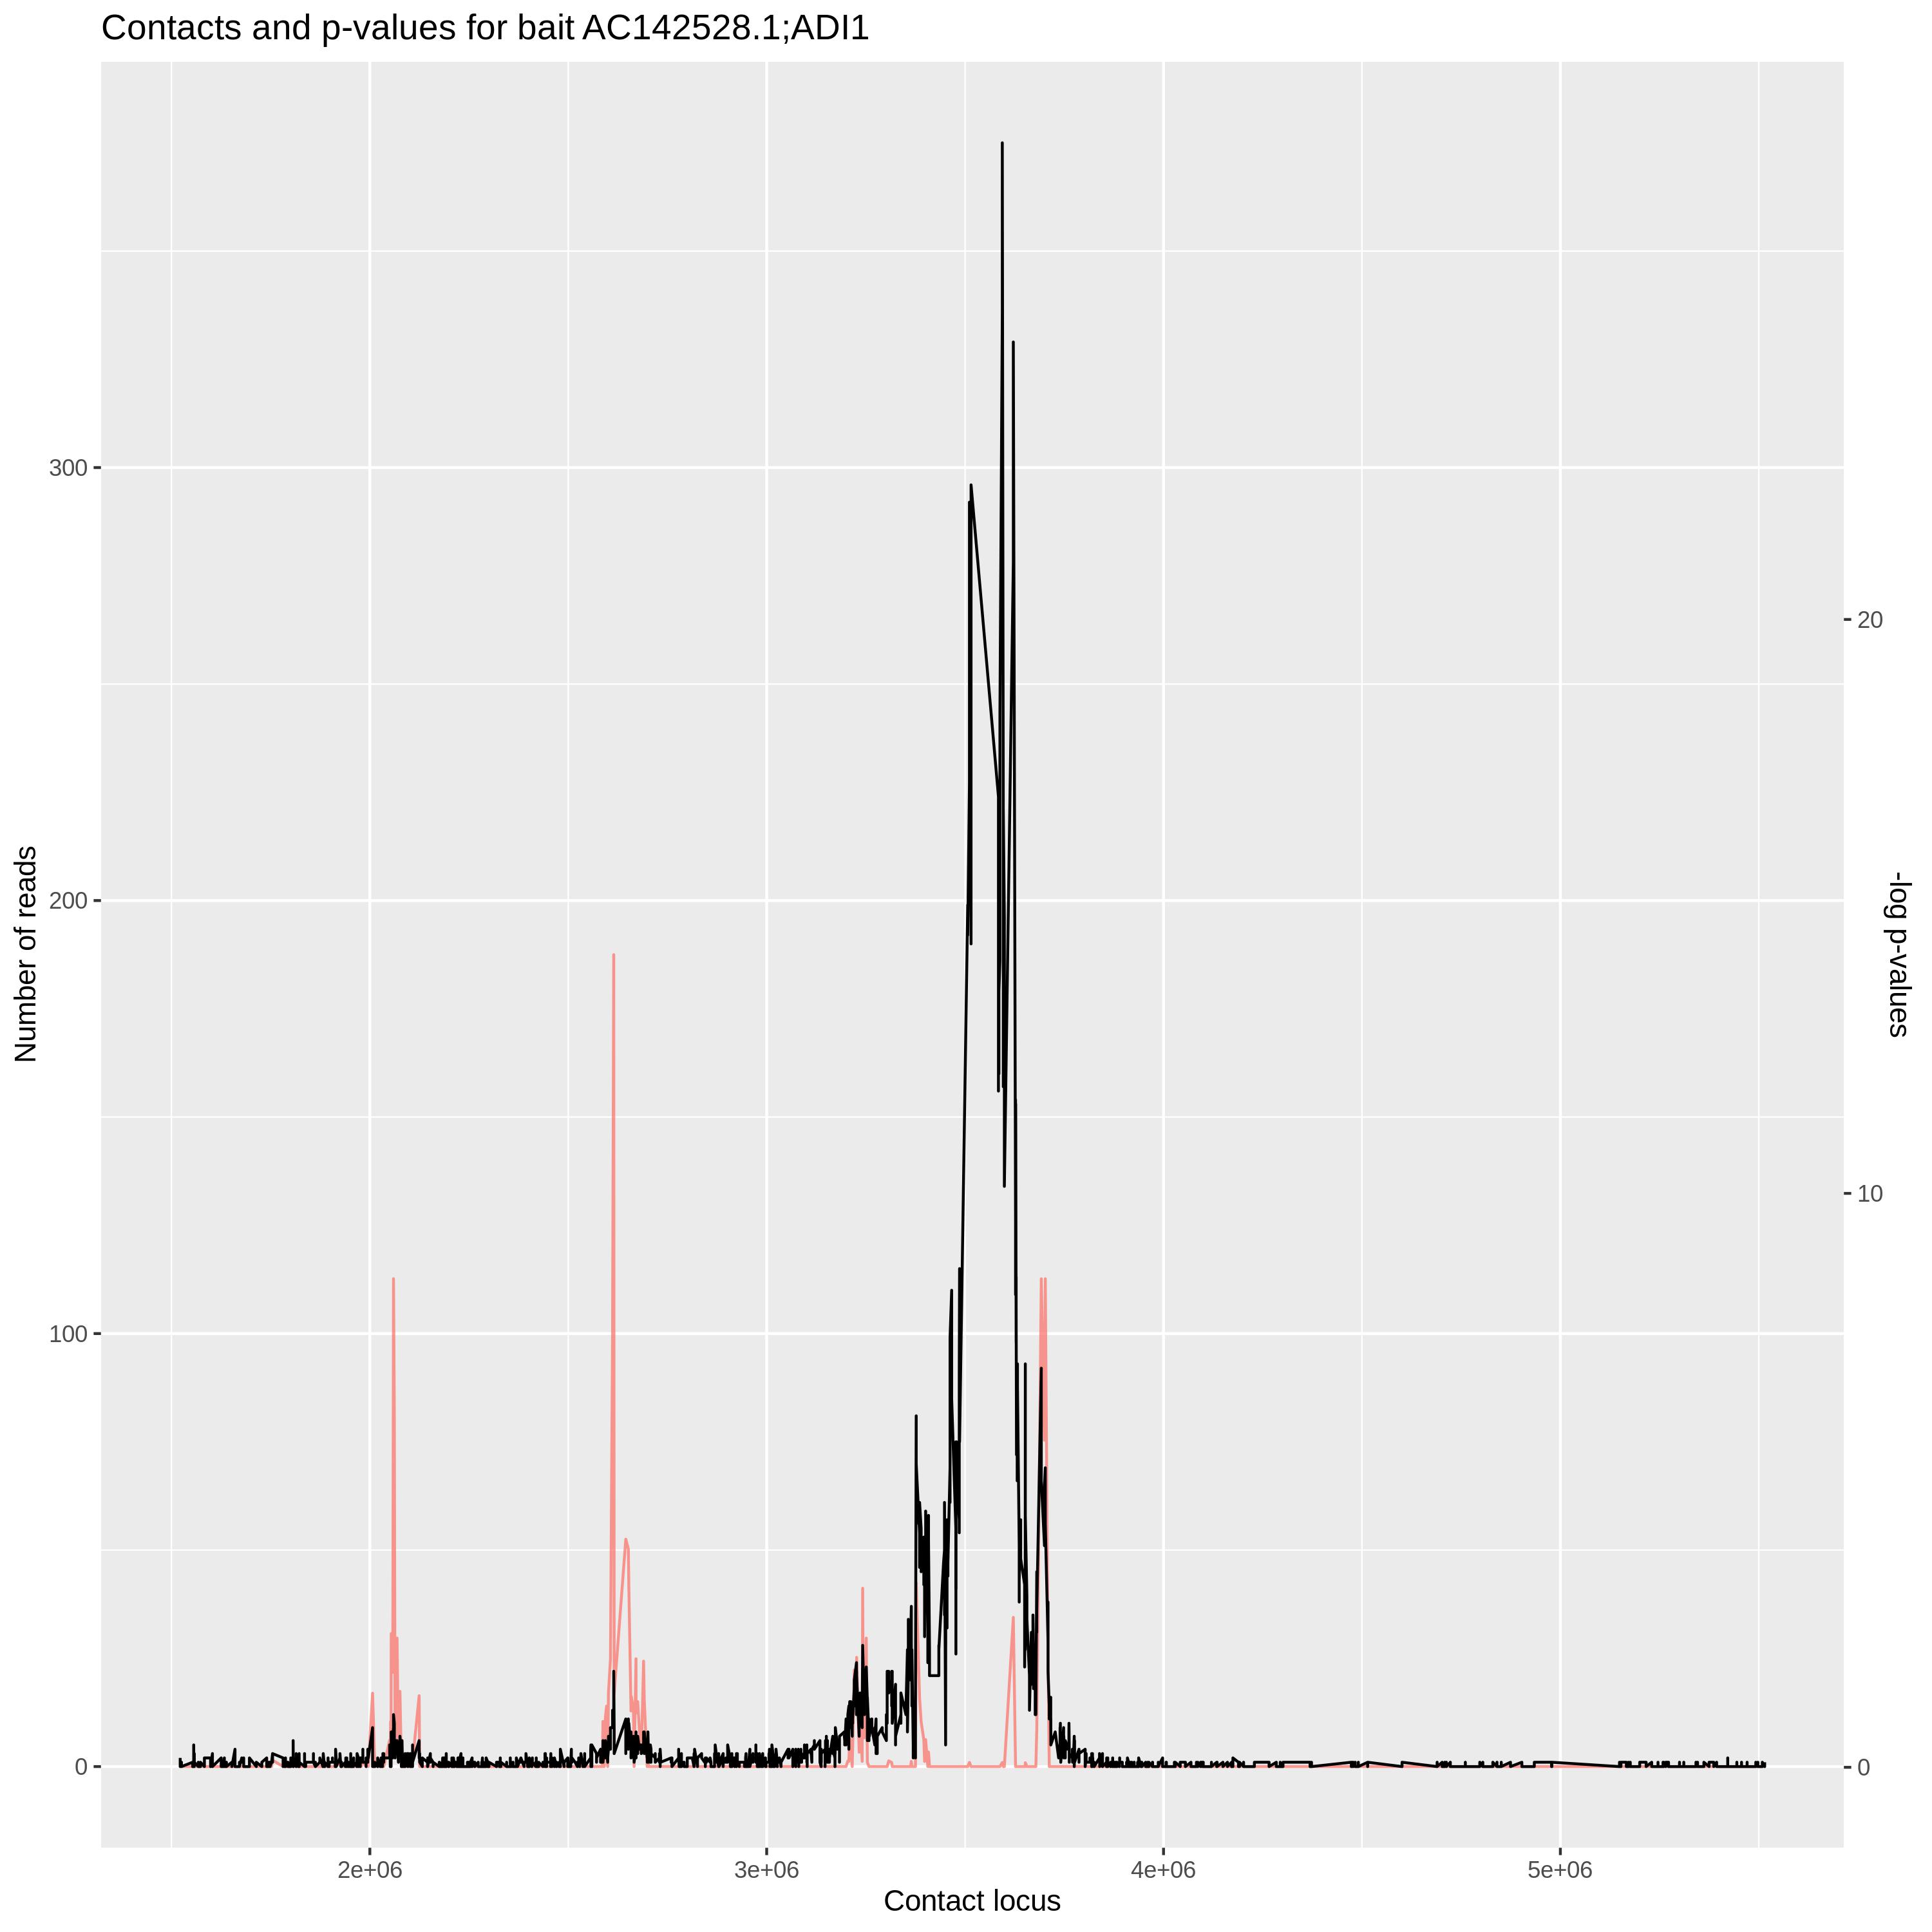 Contacts and p-values for bait AC142528.1;ADI1
Number of reads
300
200
100
0
20
10
0
-log p-values
2e+06
3e+06
4e+06
5e+06
Contact locus